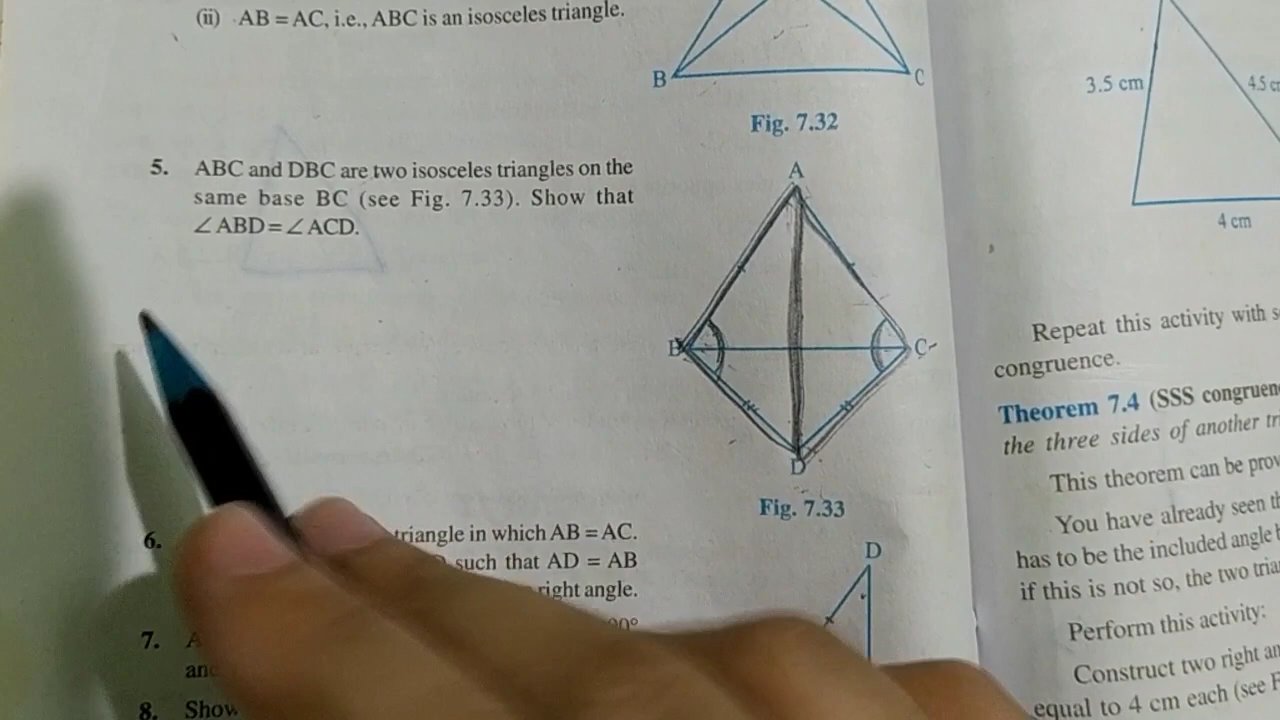 (ii) AB = AC, i.e., ABC is an isosceles triangle.
B
C
Fig. 7.32
5. ABC and DBC are two isosceles triangles on the
same base BC (see Fig. 7.33). Show that
∠ABD = ∠ACD.
A
B
C
D
Fig. 7.33
6. triangle in which AB = AC.
such that AD = AB
right angle.
D
7.
8. Show
3.5 cm
4 cm
Repeat this activity with
congruence.
Theorem 7.4 (SSS
the three sides of another
This theorem can be
You have already seen
has to be the included angle
if this is not so, the two
Perform this activity:
Construct two right
equal to 4 cm each (see